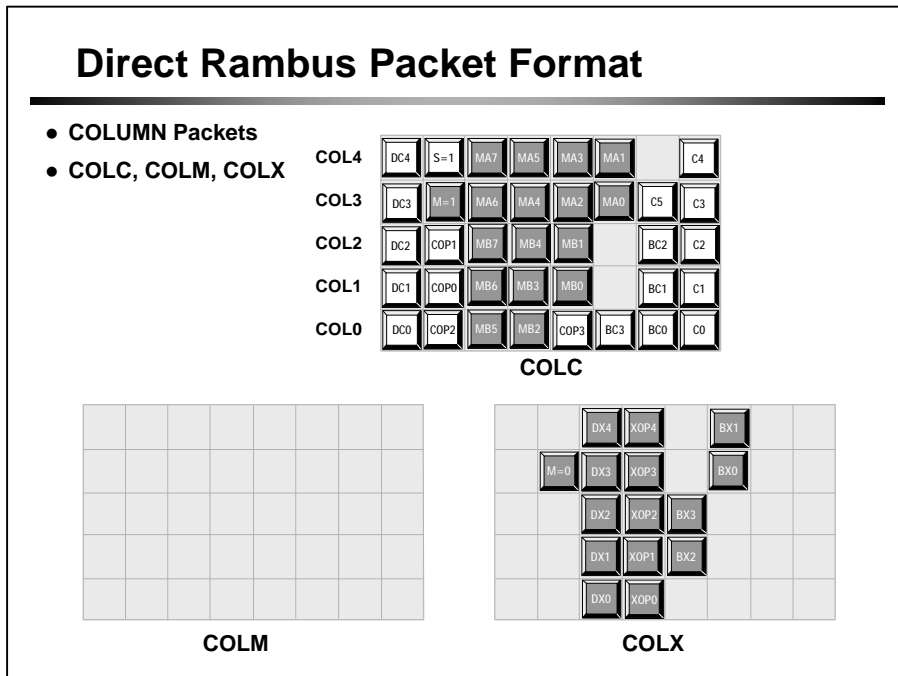 Direct Rambus Packet Format
● COLUMN Packets
● COLC, COLM, COLX
COL4 DC4 S=1 MA7 MA5 MA3 MA1 C4
COL3 DC3 M=1 MA6 MA4 MA2 MA0 C5 C3
COL2 DC2 COP1 MB7 MB4 MB1 BC2 C2
COL1 DC1 COP0 MB6 MB3 MB0 BC1 C1
COL0 DC0 COP2 MB5 MB2 COP3 BC3 BC0 C0
COLC
DX4 XOP4 BX1
M=0 DX3 XOP3 BX0
DX2 XOP2 BX3
DX1 XOP1 BX2
DX0 XOP0
COLM
COLX